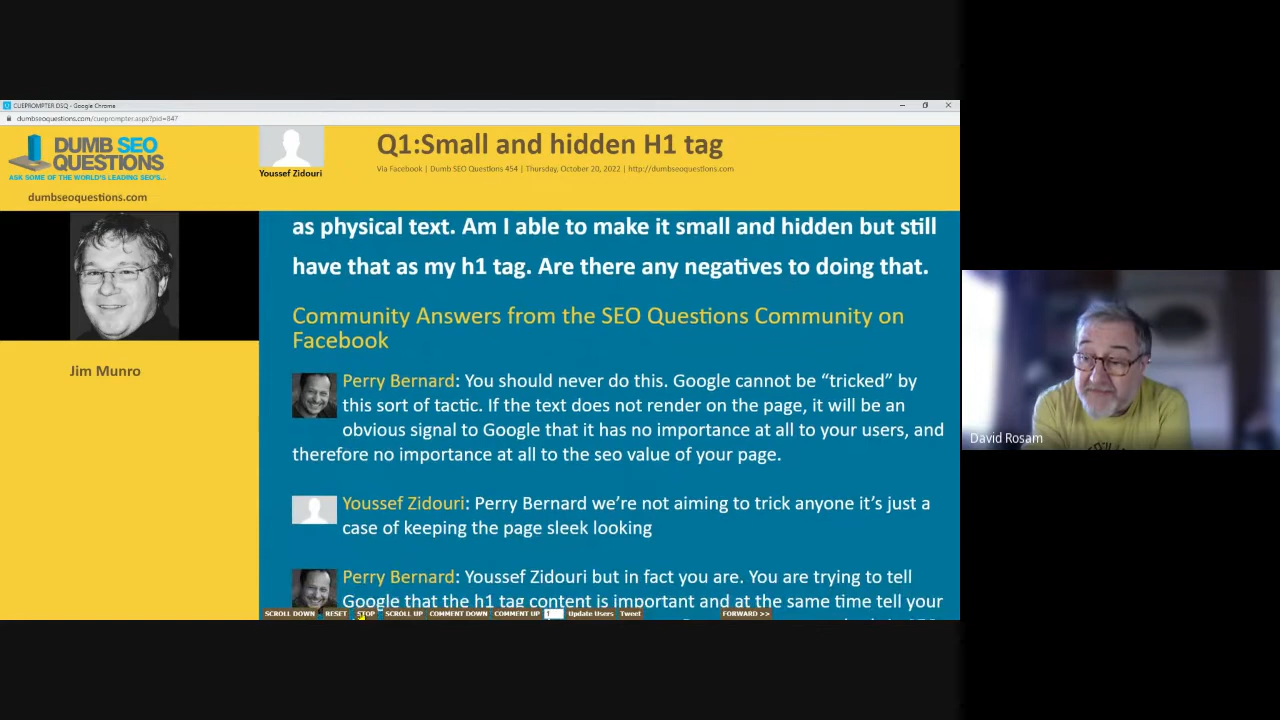 CUEPROMPTER DSQ - Google Chrome
dumbseoquestions.com/cueprompter.aspx?pid=847
DUMB SEO
QUESTIONS
ASK SOME OF THE WORLD'S LEADING SEO'S...
dumbseoquestions.com
Youssef Zidouri
Q1:Small and hidden H1 tag
Via Facebook | Dumb SEO Questions 454 | Thursday, October 20, 2022 | http://dumbseoquestions.com
Jim Munro
as physical text. Am I able to make it small and hidden but still
have that as my h1 tag. Are there any negatives to doing that.
Community Answers from the SEO Questions Community on
Facebook
Perry Bernard: You should never do this. Google cannot be “tricked” by
this sort of tactic. If the text does not render on the page, it will be an
obvious signal to Google that it has no importance at all to your users, and
therefore no importance at all to the seo value of your page.
Youssef Zidouri: Perry Bernard we’re not aiming to trick anyone it’s just a
case of keeping the page sleek looking
Perry Bernard: Youssef Zidouri but in fact you are. You are trying to tell
Google that the h1 tag content is important and at the same time tell your
SCROLL DOWN RESET STOP SCROLL UP COMMENT DOWN COMMENT UP 1 Update Users Tweet FORWARD >>
David Rosam